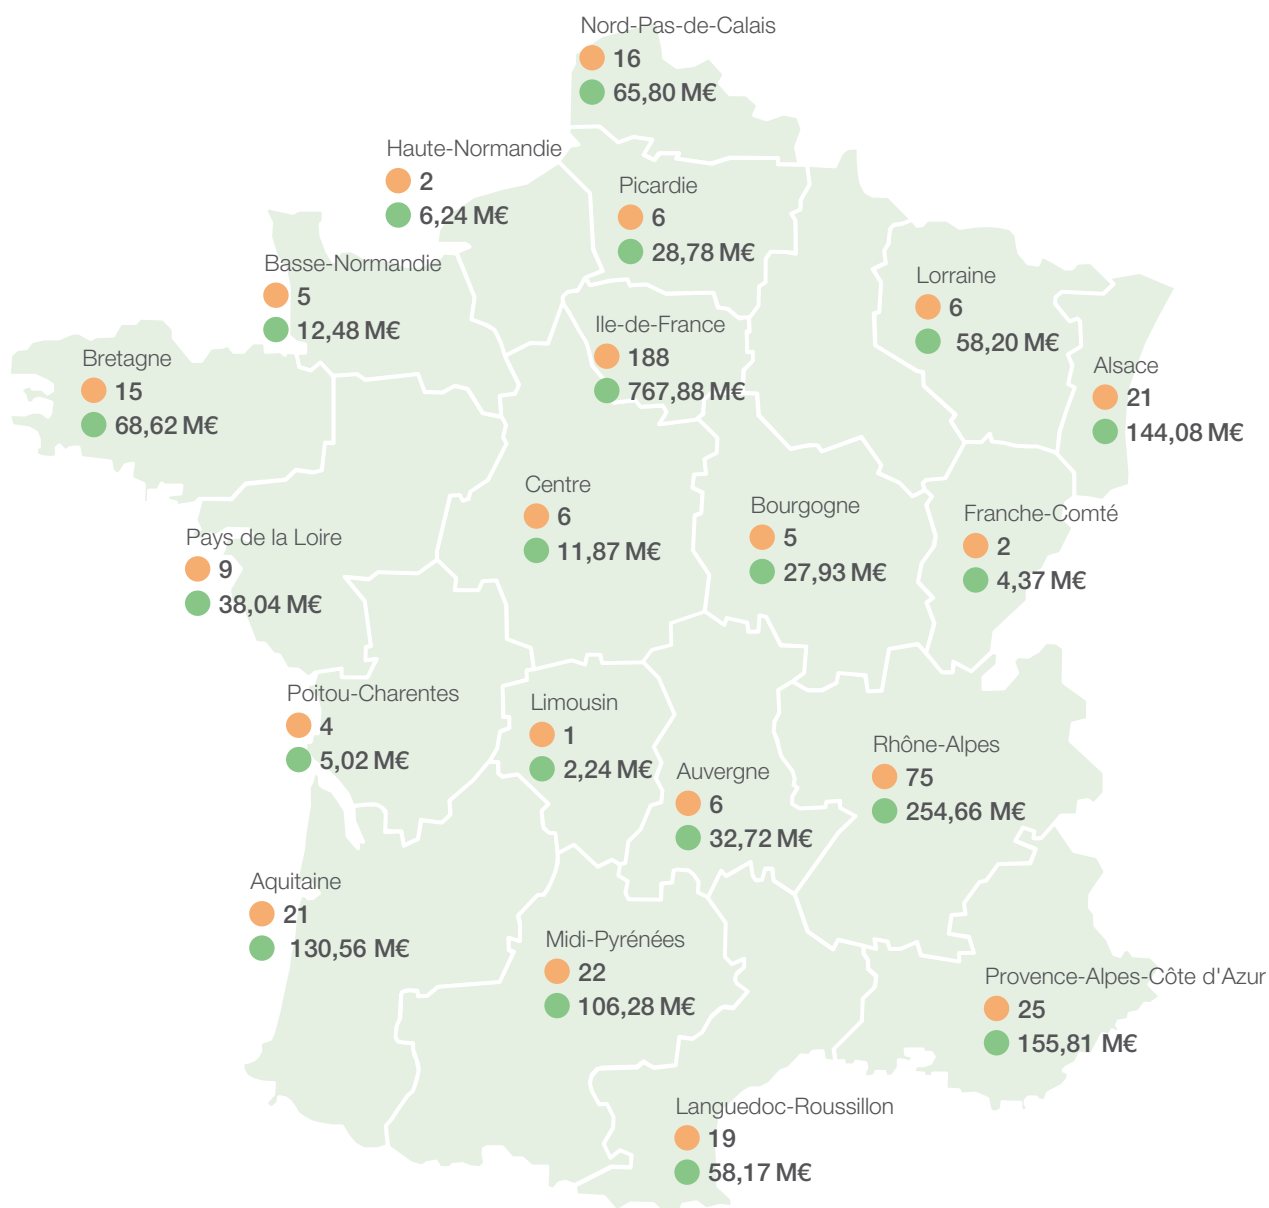 Nord-Pas-de-Calais
16
65,80 M€
Haute-Normandie
2
6,24 M€
Picardie
6
28,78 M€
Basse-Normandie
5
12,48 M€
Lorraine
6
58,20 M€
Ile-de-France
188
767,88 M€
Bretagne
15
68,62 M€
Alsace
21
144,08 M€
Centre
6
11,87 M€
Bourgogne
5
27,93 M€
Franche-Comté
2
4,37 M€
Pays de la Loire
9
38,04 M€
Poitou-Charentes
4
5,02 M€
Limousin
1
2,24 M€
Rhône-Alpes
75
254,66 M€
Auvergne
6
32,72 M€
Aquitaine
21
130,56 M€
Midi-Pyrénées
22
106,28 M€
Provence-Alpes-Côte d'Azur
25
155,81 M€
Languedoc-Roussillon
19
58,17 M€